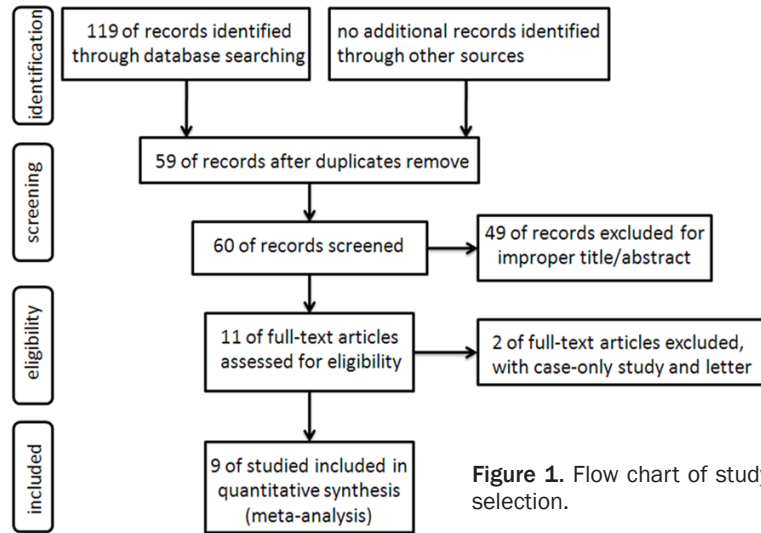 identification
119 of records identified
through database searching
no additional records identified
through other sources
screening
59 of records after duplicates remove
60 of records screened
49 of records excluded for
improper title/abstract
eligibility
11 of full-text articles
assessed for eligibility
2 of full-text articles excluded,
with case-only study and letter
included
9 of studied included in
quantitative synthesis
(meta-analysis)
Figure 1. Flow chart of study
selection.